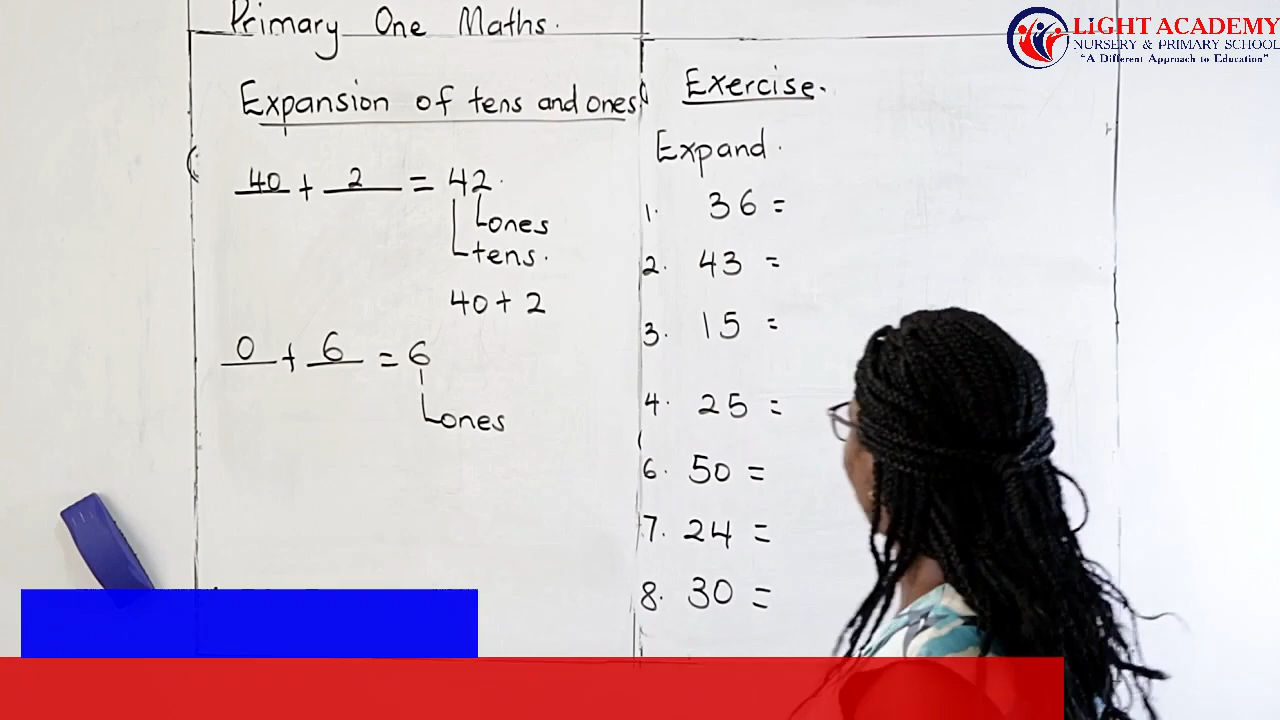 Primary One Maths.
LIGHT ACADEMY
NURSERY & PRIMARY SCHOOL
"A Different Approach to Education"
Expansion of tens and ones
40 + 2 = 42.
ones
tens.
40 + 2
0 + 6 = 6
ones
Exercise.
Expand.
1. 36 =
2. 43 =
3. 15 =
4. 25 =
6. 50 =
7. 24 =
8. 30 =